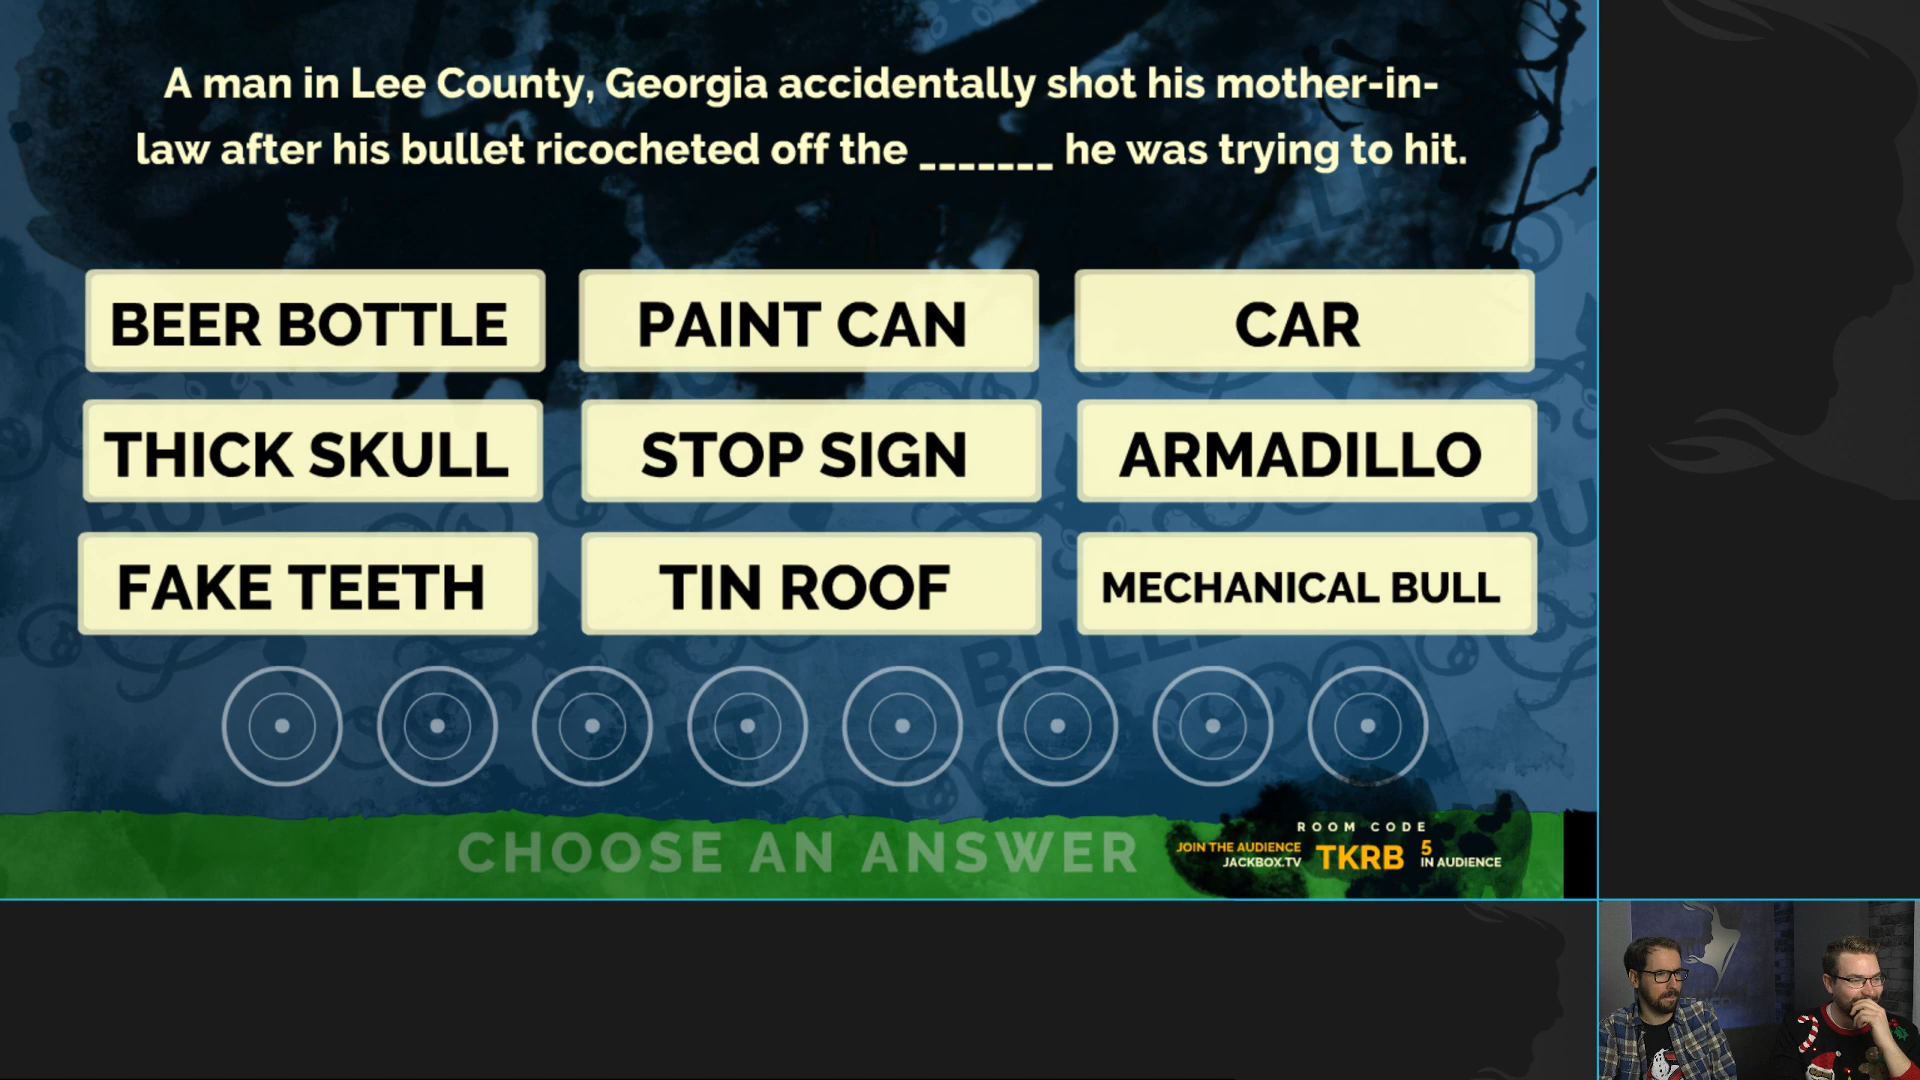 A man in Lee County, Georgia accidentally shot his mother-in-
law after his bullet ricocheted off the _______ he was trying to hit.
BEER BOTTLE
PAINT CAN
CAR
THICK SKULL
STOP SIGN
ARMADILLO
FAKE TEETH
TIN ROOF
MECHANICAL BULL
CHOOSE AN ANSWER
ROOM CODE
JOIN THE AUDIENCE
JACKBOX.TV
TKRB
5
IN AUDIENCE